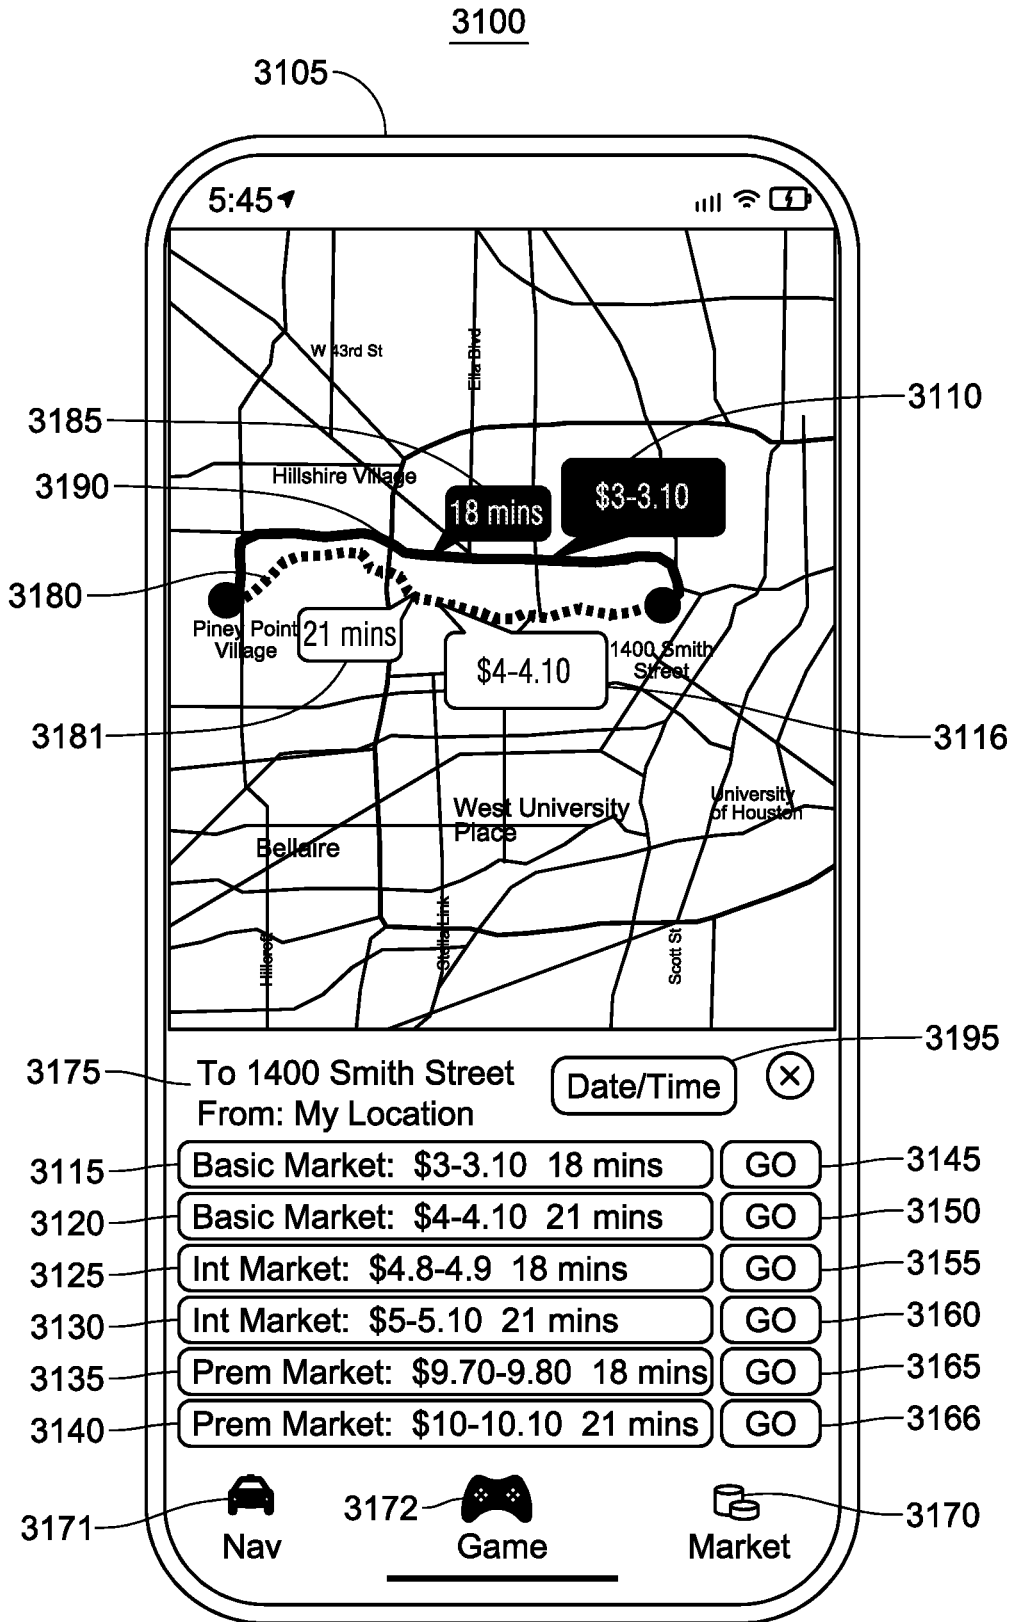 3100
3105
5:45
W 43rd St
Ella Blvd
3185
3110
Hillshire Village
3190
18 mins
$3-3.10
3180
Piney Point
Village
21 mins
$4-4.10
1400 Smith
Street
3181
3116
West University
Place
University
of Houston
Bellaire
Hillcroft
Stella Link
Scott St
3195
3175
To 1400 Smith Street
From: My Location
Date/Time
3115
Basic Market: $3-3.10 18 mins
GO
3145
3120
Basic Market: $4-4.10 21 mins
GO
3150
3125
Int Market: $4.8-4.9 18 mins
GO
3155
3130
Int Market: $5-5.10 21 mins
GO
3160
3135
Prem Market: $9.70-9.80 18 mins
GO
3165
3140
Prem Market: $10-10.10 21 mins
GO
3166
3171
3172
3170
Nav
Game
Market